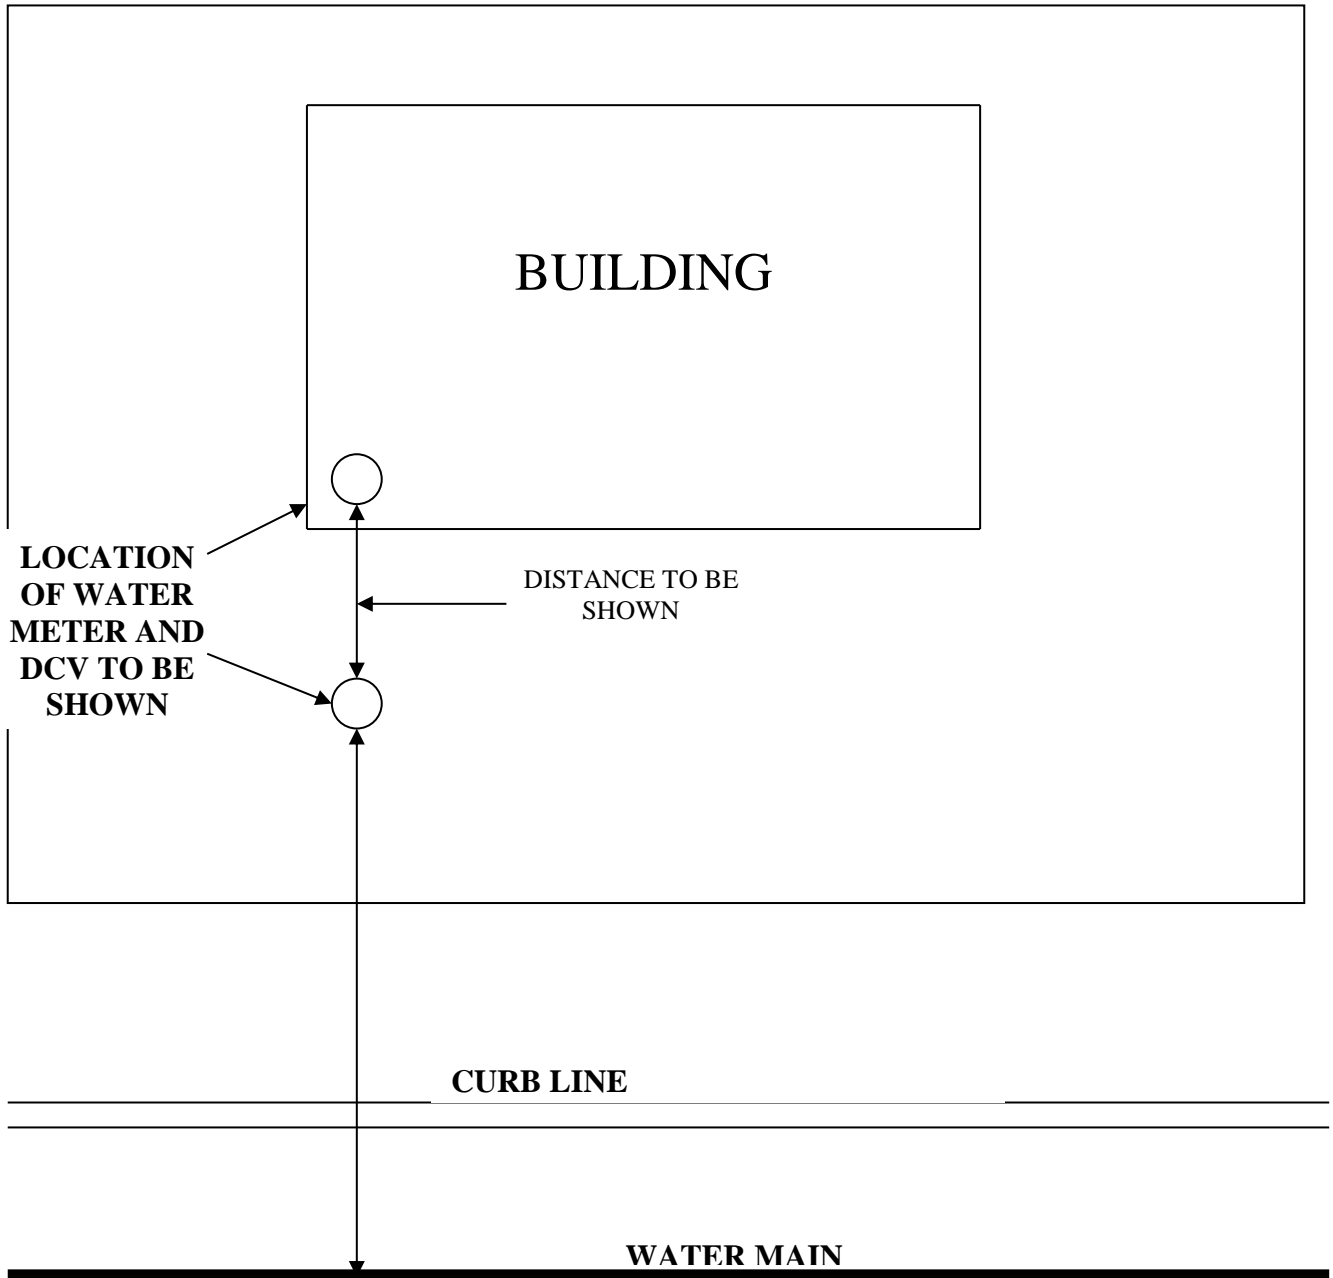 BUILDING
LOCATION
OF WATER
METER AND
DCV TO BE
SHOWN
DISTANCE TO BE
SHOWN
CURB LINE
WATER MAIN